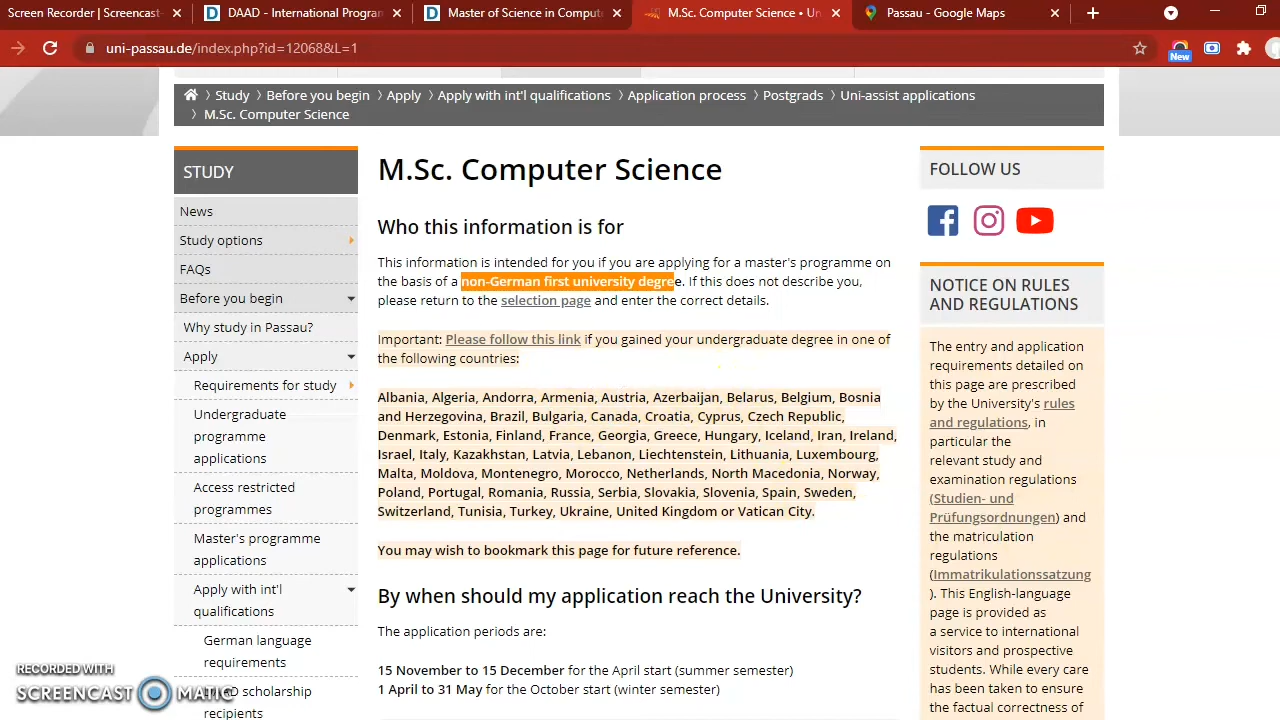 Screen Recorder | Screencast-
DAAD - International Program
Master of Science in Comput
M.Sc. Computer Science • Un
Passau - Google Maps
uni-passau.de/index.php?id=12068&L=1
New
Study
Before you begin
Apply
Apply with int'l qualifications
Application process
Postgrads
Uni-assist applications
M.Sc. Computer Science
STUDY
News
Study options
FAQs
Before you begin
Why study in Passau?
Apply
Requirements for study
Undergraduate
programme
applications
Access restricted
programmes
Master's programme
applications
Apply with int'l
qualifications
German language
requirements
scholarship
recipients
M.Sc. Computer Science
Who this information is for
This information is intended for you if you are applying for a master's programme on
the basis of a non-German first university degree. If this does not describe you,
please return to the selection page and enter the correct details.
Important: Please follow this link if you gained your undergraduate degree in one of
the following countries:
Albania, Algeria, Andorra, Armenia, Austria, Azerbaijan, Belarus, Belgium, Bosnia
and Herzegovina, Brazil, Bulgaria, Canada, Croatia, Cyprus, Czech Republic,
Denmark, Estonia, Finland, France, Georgia, Greece, Hungary, Iceland, Iran, Ireland,
Israel, Italy, Kazakhstan, Latvia, Lebanon, Liechtenstein, Lithuania, Luxembourg,
Malta, Moldova, Montenegro, Morocco, Netherlands, North Macedonia, Norway,
Poland, Portugal, Romania, Russia, Serbia, Slovakia, Slovenia, Spain, Sweden,
Switzerland, Tunisia, Turkey, Ukraine, United Kingdom or Vatican City.
You may wish to bookmark this page for future reference.
By when should my application reach the University?
The application periods are:
15 November to 15 December for the April start (summer semester)
1 April to 31 May for the October start (winter semester)
FOLLOW US
NOTICE ON RULES
AND REGULATIONS
The entry and application
requirements detailed on
this page are prescribed
by the University's rules
and regulations, in
particular the
relevant study and
examination regulations
(Studien- und
Prüfungsordnungen) and
the matriculation
regulations
(Immatrikulationssatzung
). This English-language
page is provided as
a service to international
visitors and prospective
students. While every care
has been taken to ensure
the factual correctness of
RECORDED WITH
SCREENCAST MATIC